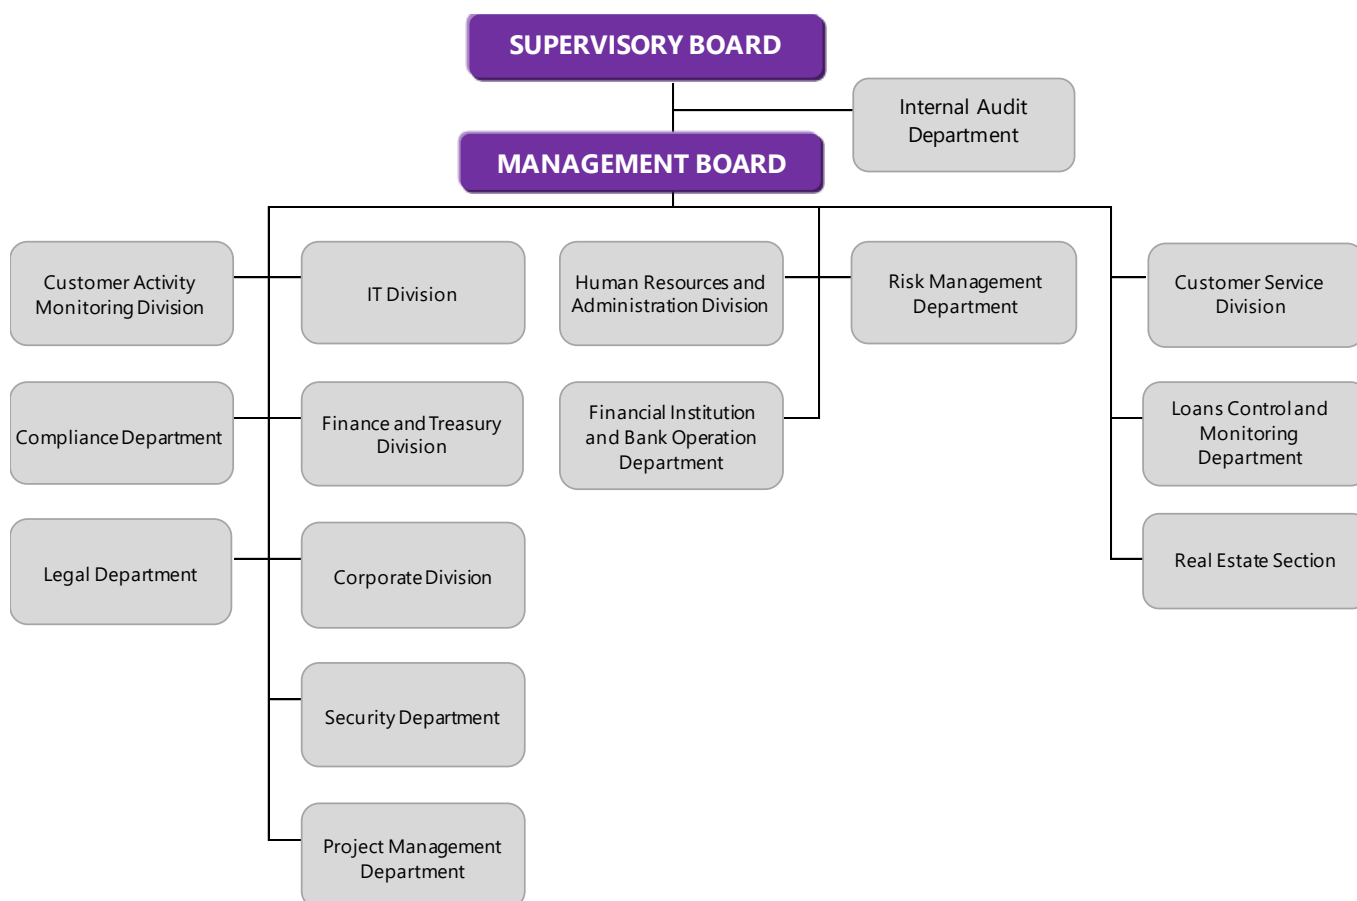 SUPERVISORY BOARD
Internal Audit
Department
MANAGEMENT BOARD
Customer Activity
Monitoring Division
IT Division
Human Resources and
Administration Division
Risk Management
Department
Customer Service
Division
Compliance Department
Finance and Treasury
Division
Financial Institution
and Bank Operation
Department
Loans Control and
Monitoring
Department
Legal Department
Corporate Division
Real Estate Section
Security Department
Project Management
Department